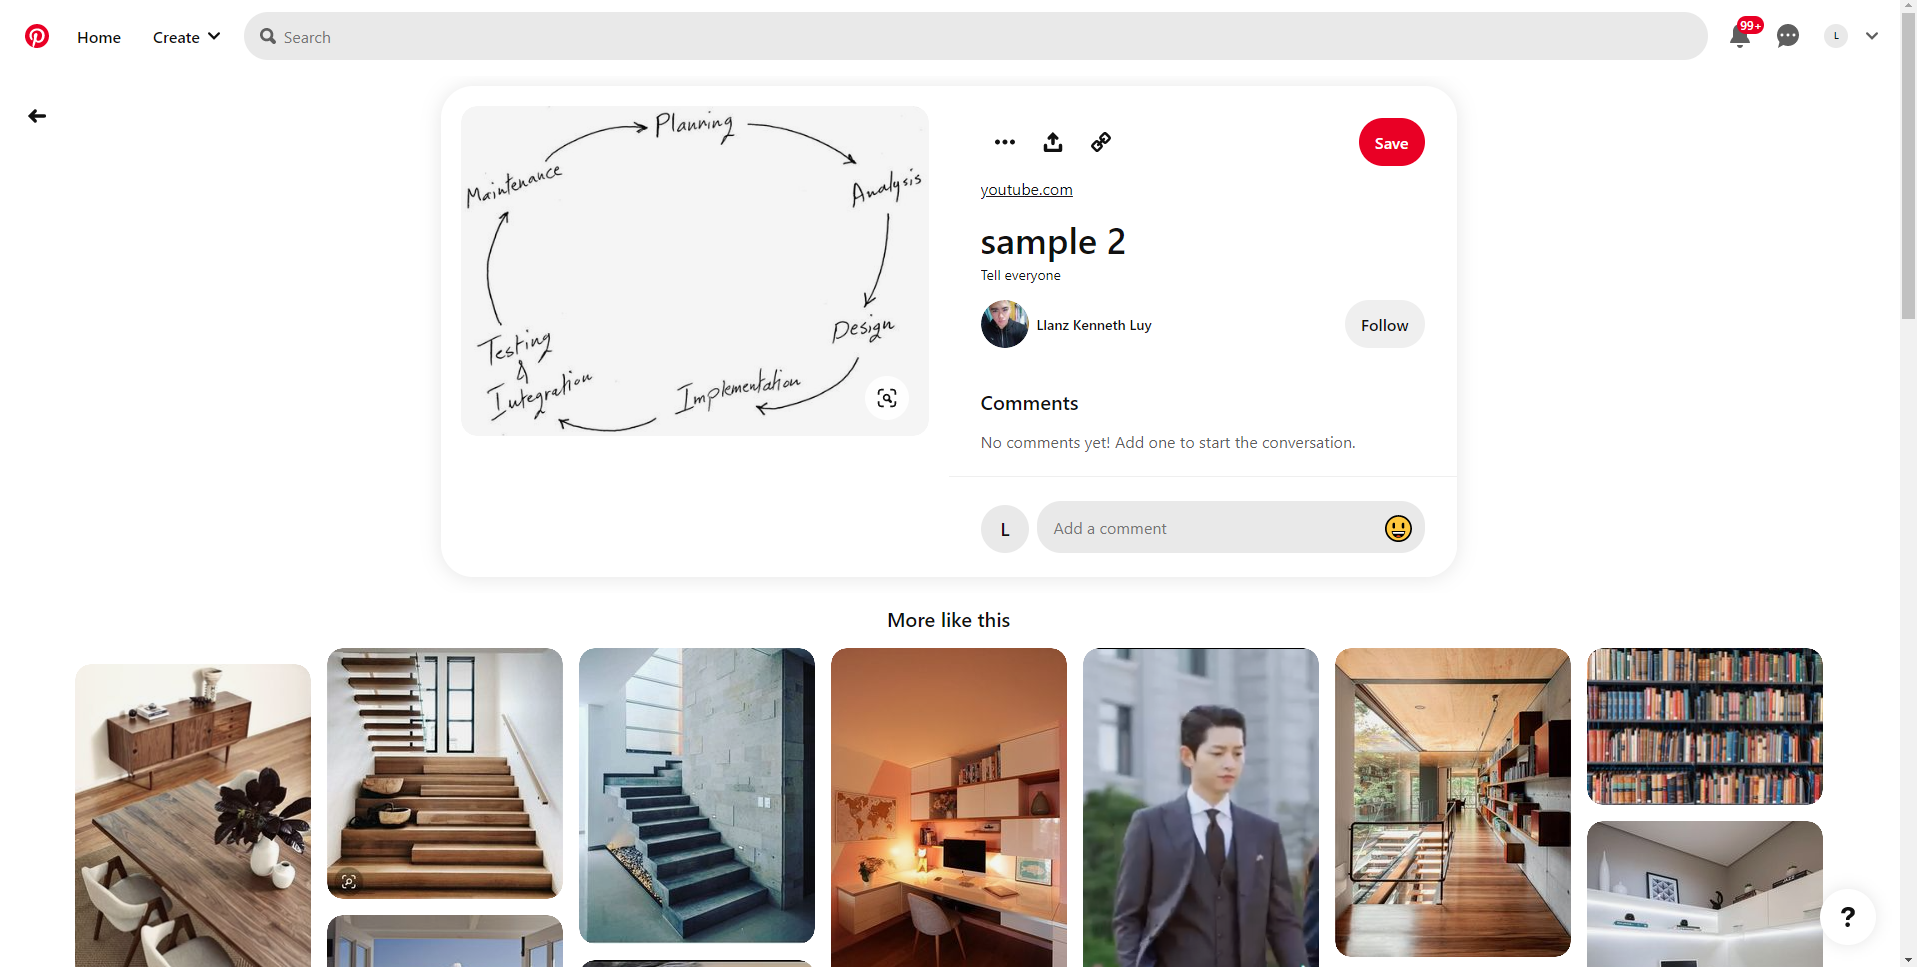 Home
Create
Search
99+
L
Planning
Maintenance
Analysis
Testing
&
Integration
Design
Implementation
Save
youtube.com
sample 2
Tell everyone
Llanz Kenneth Luy
Follow
Comments
No comments yet! Add one to start the conversation.
L
Add a comment
More like this
?